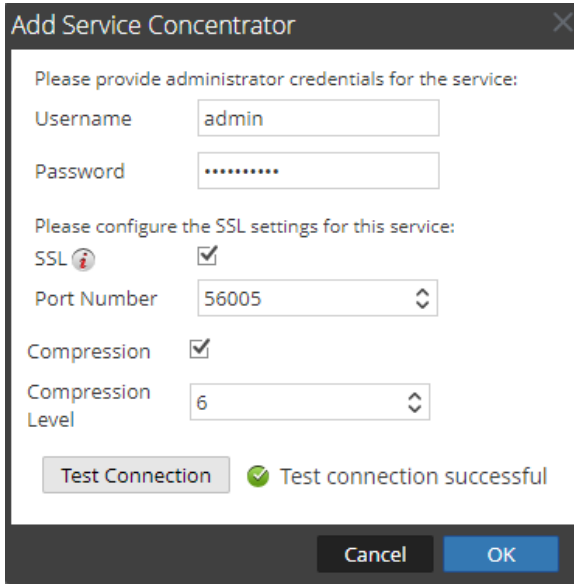 Add Service Concentrator
Please provide administrator credentials for the service:
Username admin
Password ••••••••••
Please configure the SSL settings for this service:
SSL i
Port Number 56005
Compression
Compression
Level 6
Test Connection Test connection successful
Cancel OK